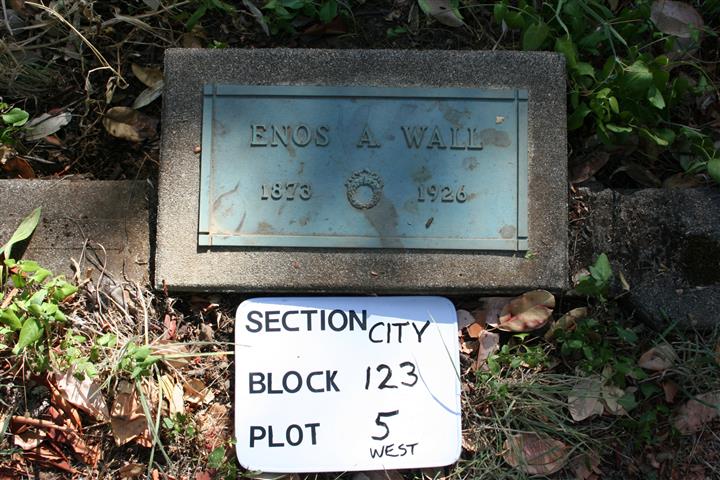 ENOS A. WALL
1873 1926
SECTION CITY
BLOCK 123
PLOT 5
WEST